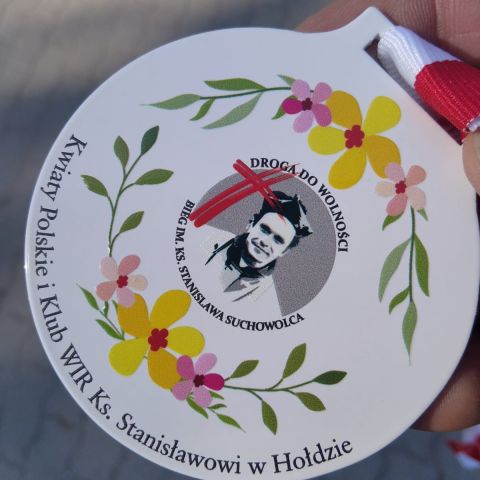 DROGA DO WOLNOŚCI
BIEG IM. KS. STANISŁAWA SUCHOWOLCA
Kwiaty Polskie i Klub WIR Ks. Stanisławowi w Hołdzie